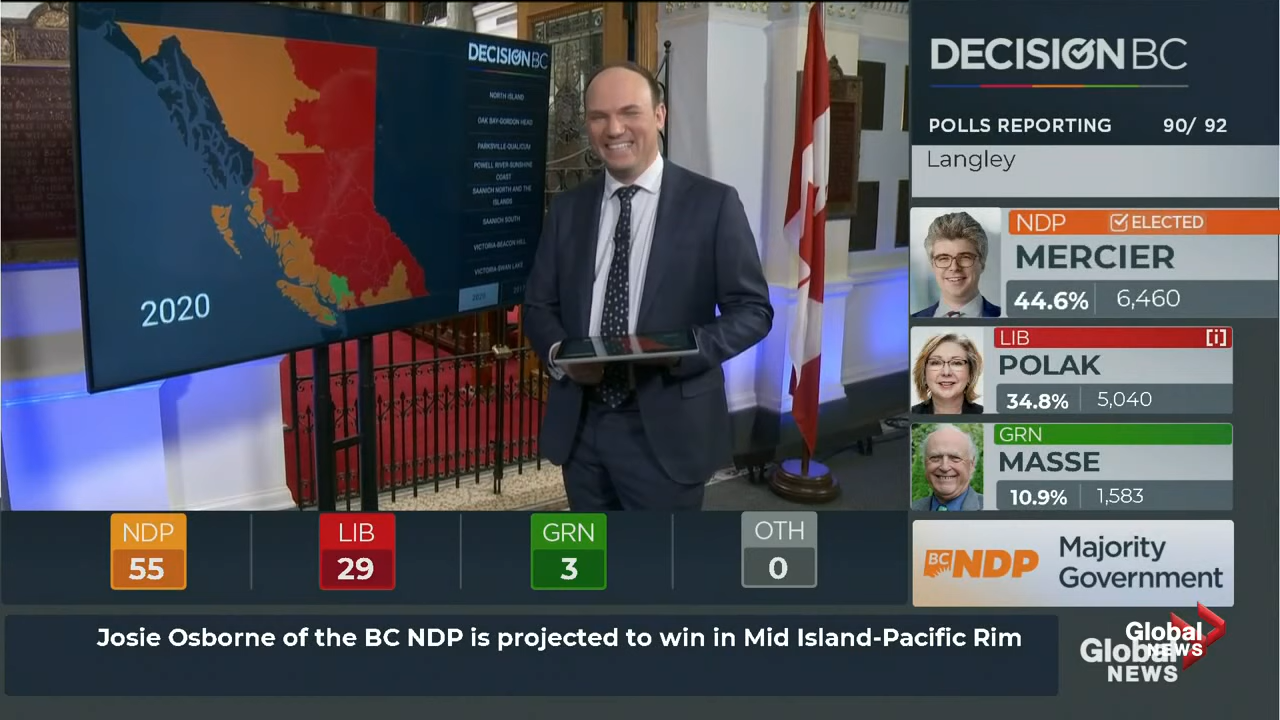 DECISION BC
NORTH ISLAND
OAK BAY-GORDON HEAD
PARKSVILLE-QUALICUM
POWELL RIVER-SUNSHINE
COAST
SAANICH NORTH AND THE
ISLANDS
SAANICH SOUTH
VICTORIA-BEACON HILL
VICTORIA-SWAN LAKE
2020
2020
DECISION BC
POLLS REPORTING 90/ 92
Langley
NDP ELECTED
MERCIER
44.6% 6,460
LIB [i]
POLAK
34.8% 5,040
GRN
MASSE
10.9% 1,583
BC NDP
Majority
Government
NDP
55
LIB
29
GRN
3
OTH
0
Josie Osborne of the BC NDP is projected to win in Mid Island-Pacific Rim
Global
NEWS
Global
NEWS